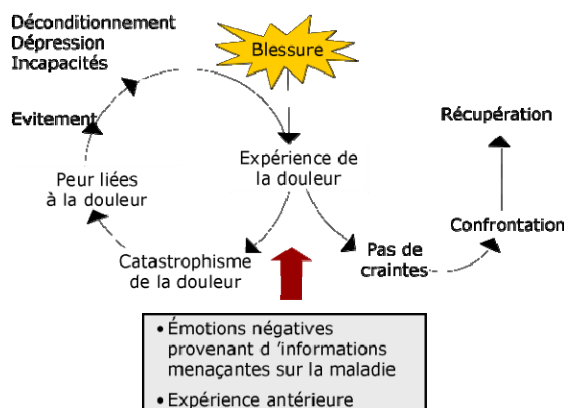 Déconditionnement
Dépression
Incapacités
Blessure
Evitement
Récupération
Expérience de
la douleur
Peur liées
à la douleur
Confrontation
Pas de
craintes
Catastrophisme
de la douleur
• Émotions négatives
provenant d 'informations
menaçantes sur la maladie
• Expérience antérieure